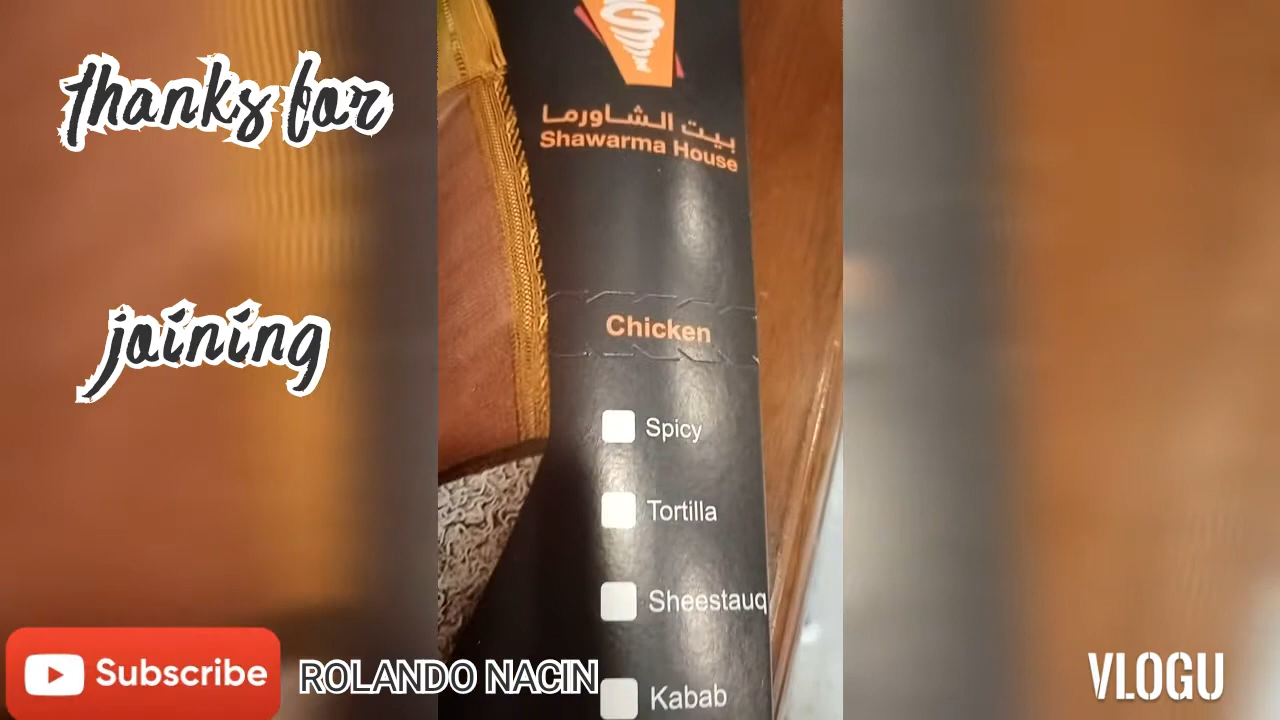 thanks for
joining
بيت الشاورما
Shawarma House
Chicken
Spicy
Tortilla
Sheestauq
Kabab
Subscribe
ROLANDO NACIN
VLOGU